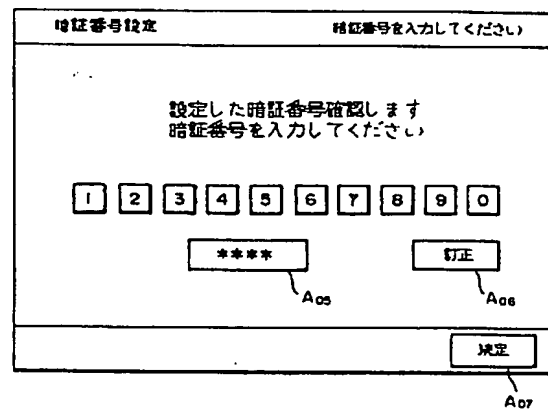 暗証番号設定 暗証番号を入力してください
設定した暗証番号確認します
暗証番号を入力してください
1 2 3 4 5 6 7 8 9 0
**** 訂正
A05 A06
決定
A07